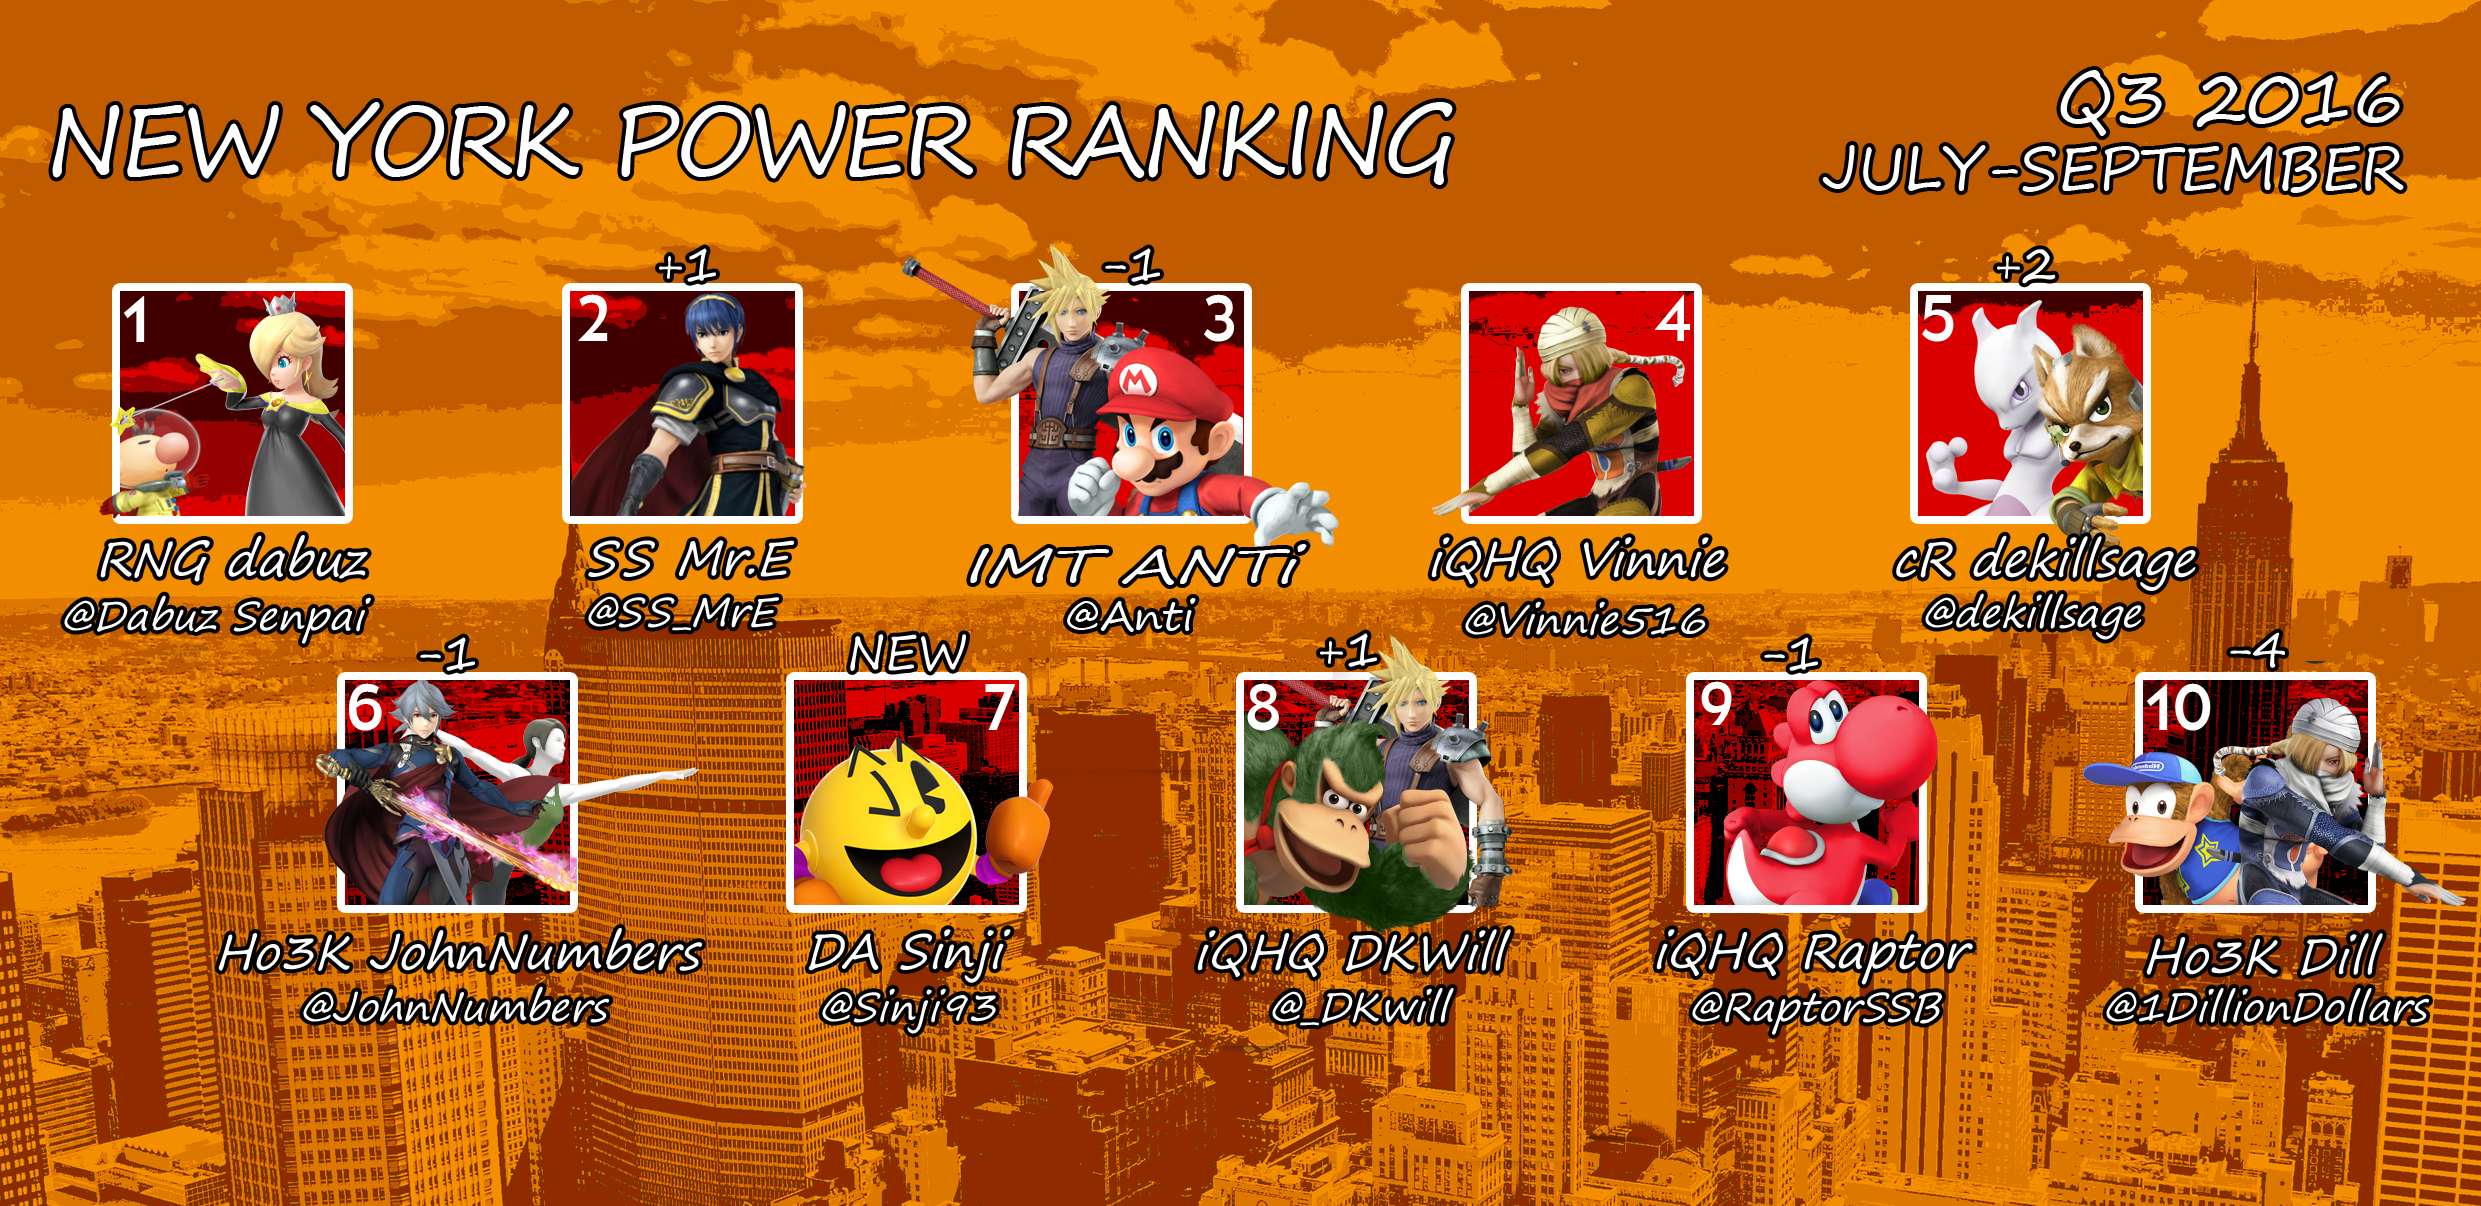 NEW YORK POWER RANKING
Q3 2016
JULY-SEPTEMBER
1
RNG dabuz
@Dabuz Senpai
+1
2
SS Mr.E
@SS_MrE
-1
3
IMT ANTi
@Anti
4
iQHQ Vinnie
@Vinnie516
+2
5
cR dekillsage
@dekillsage
-1
6
Ho3K JohnNumbers
@JohnNumbers
NEW
7
DA Sinji
@Sinji93
+1
8
iQHQ DKWill
@_DKwill
-1
9
iQHQ Raptor
@RaptorSSB
-4
10
Ho3K Dill
@1DillionDollars
M
Nintendo